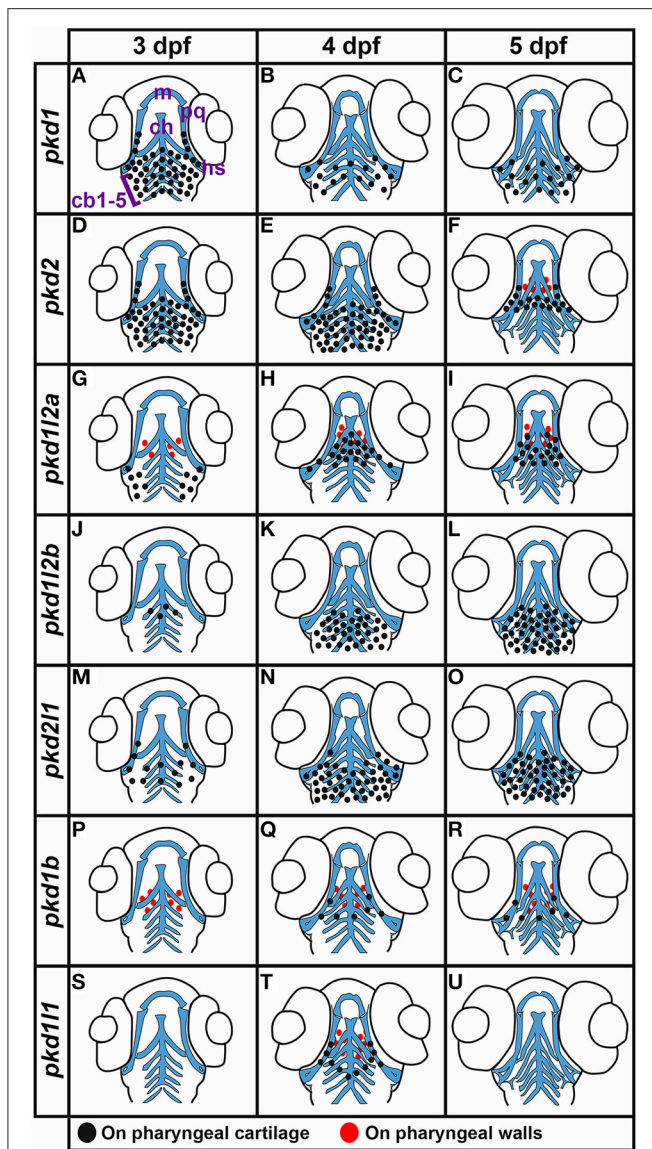 3 dpf 4 dpf 5 dpf
pkd1
A B C
m
pq
ch
hs
cb1-5
pkd2
D E F
pkd1l2a
G H I
pkd1l2b
J K L
pkd2l1
M N O
pkd1b
P Q R
pkd1l1
S T U
On pharyngeal cartilage On pharyngeal walls